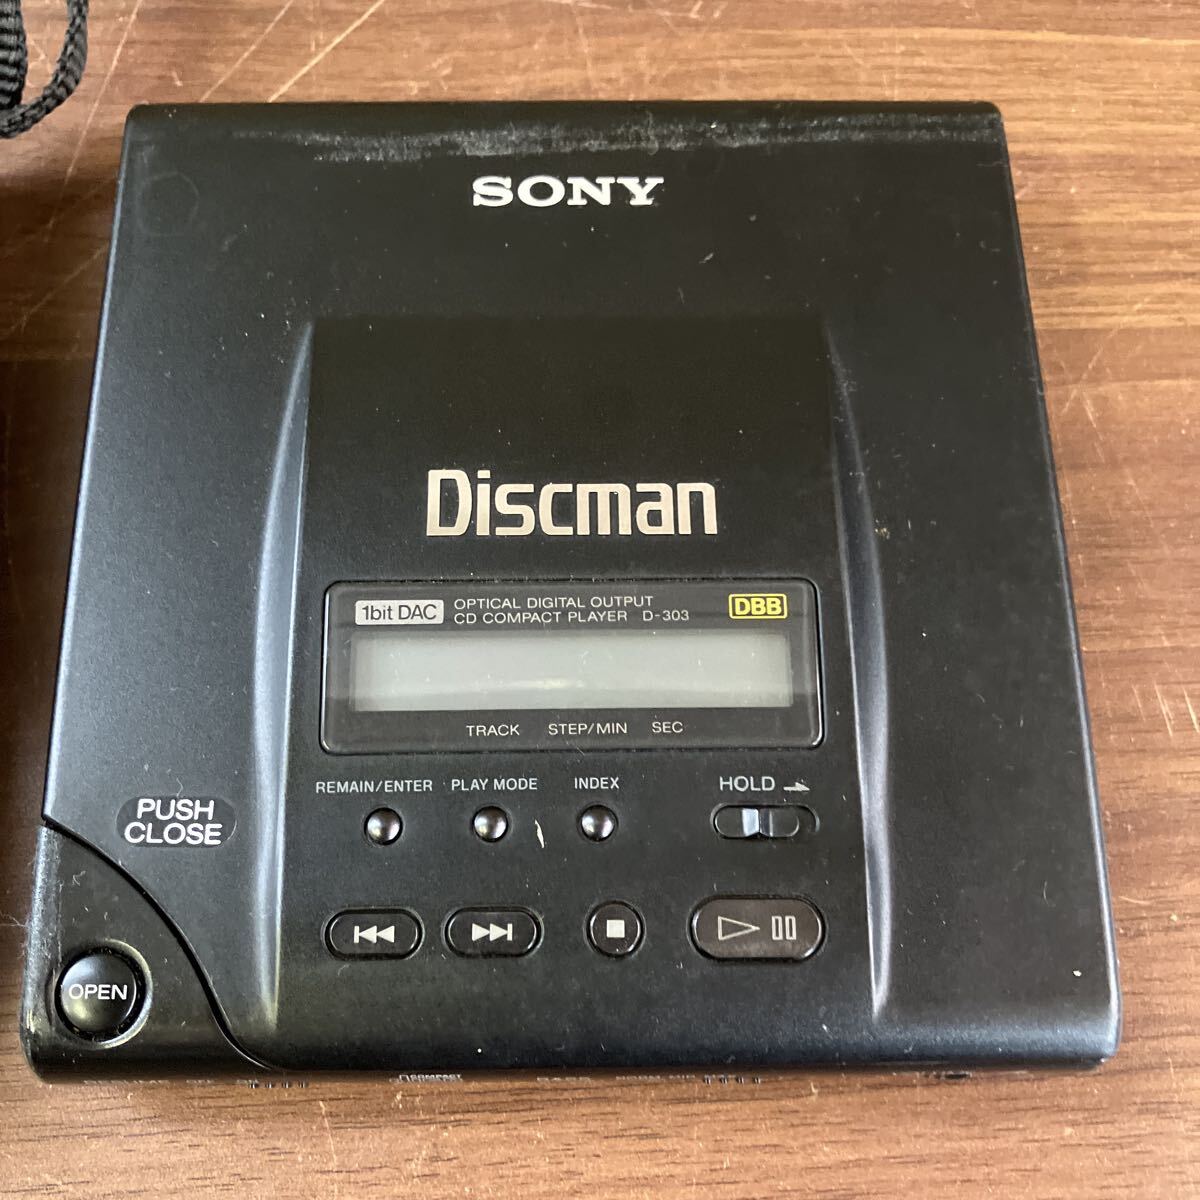 SONY
Discman
1bit DAC OPTICAL DIGITAL OUTPUT DBB
CD COMPACT PLAYER D-303
TRACK STEP/MIN SEC
REMAIN/ENTER PLAY MODE INDEX HOLD
PUSH
CLOSE
OPEN